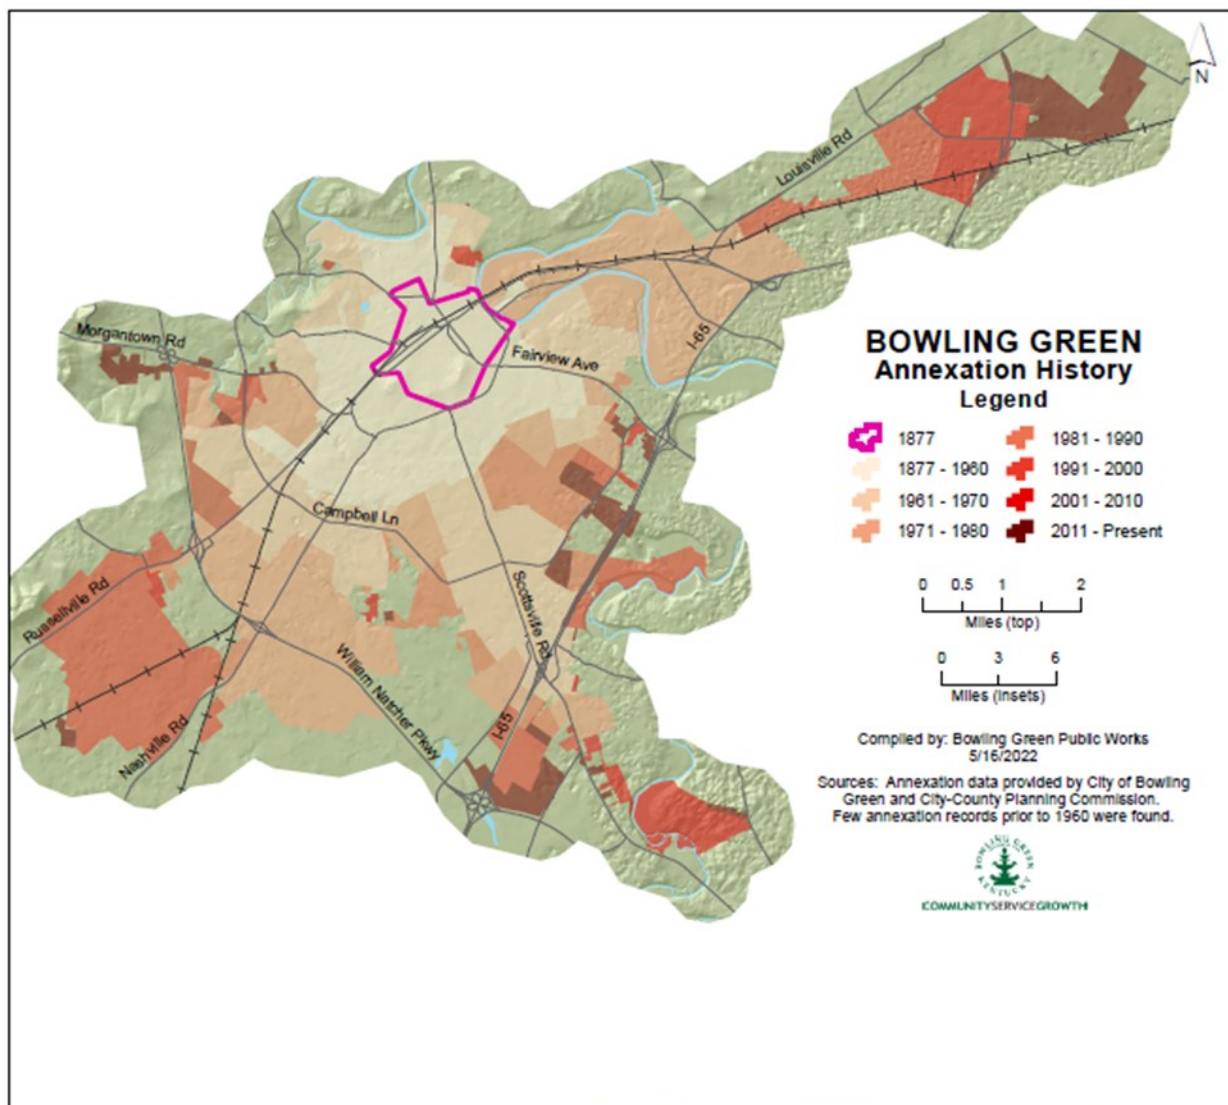 N
Louisville Rd
Morgantown Rd
Fairview Ave
I-65
Campbell Ln
Scottsville Rd
Russellville Rd
William Natcher Pkwy
Nashville Rd
I-65
BOWLING GREEN
Annexation History
Legend
1877
1877 - 1960
1961 - 1970
1971 - 1980
1981 - 1990
1991 - 2000
2001 - 2010
2011 - Present
0 0.5 1 2
Miles (top)
0 3 6
Miles (insets)
Compiled by: Bowling Green Public Works
5/16/2022
Sources: Annexation data provided by City of Bowling
Green and City-County Planning Commission.
Few annexation records prior to 1960 were found.
BOWLING GREEN
KENTUCKY
COMMUNITYSERVICEGROWTH